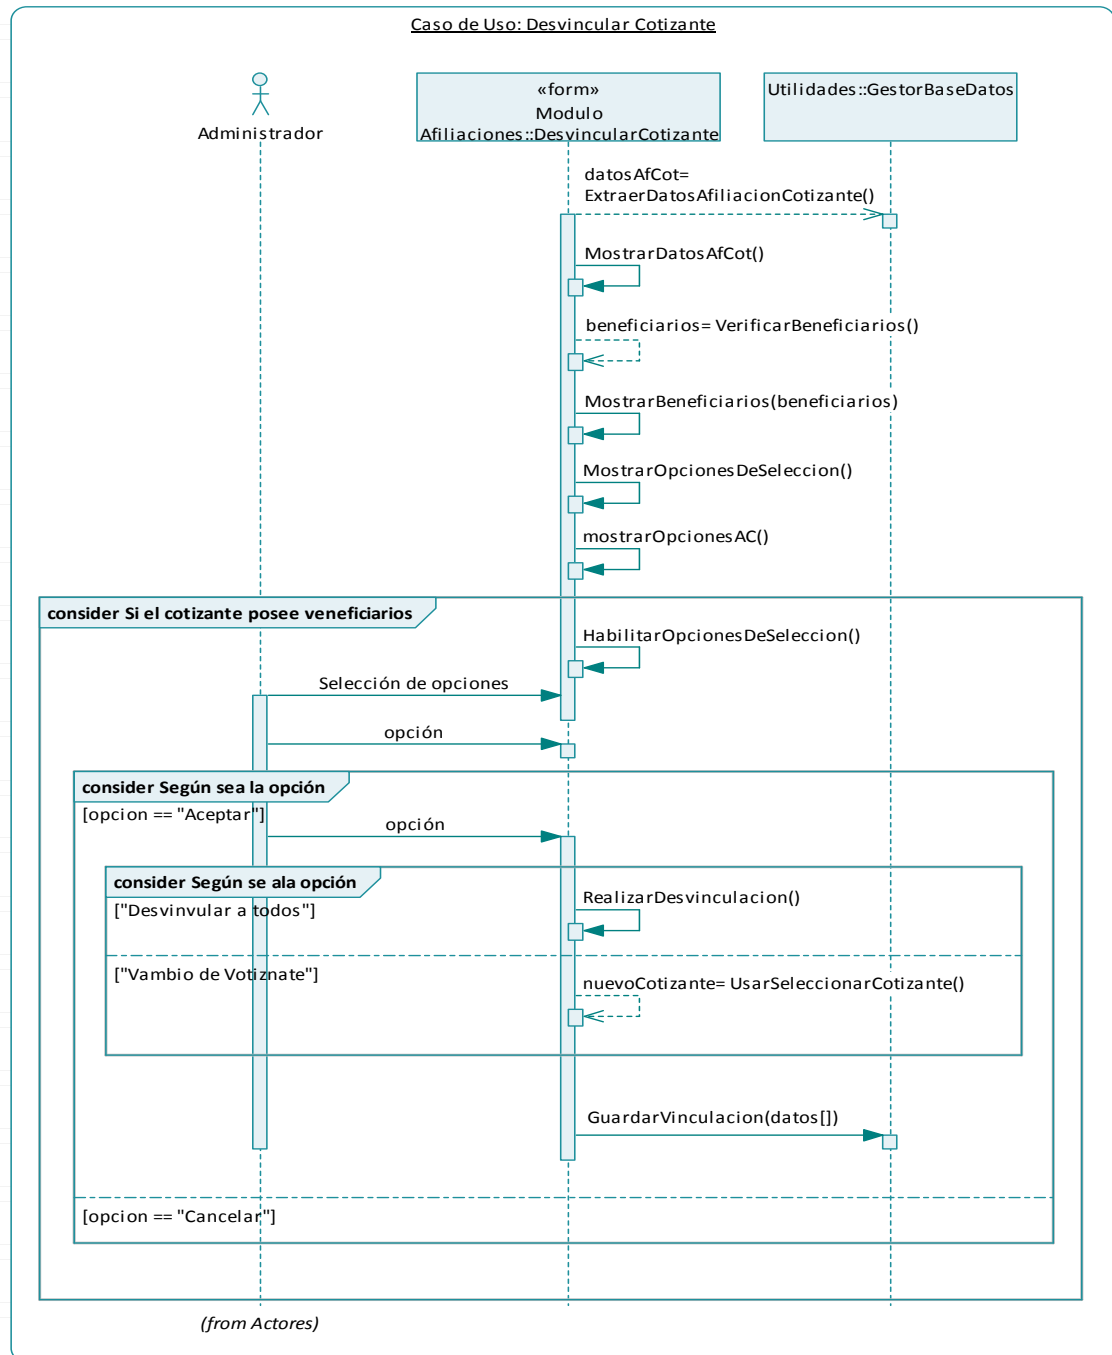 Caso de Uso: Desvincular Cotizante
Administrador
«form»
Modulo
Afiliaciones::DesvincularCotizante
Utilidades::GestorBaseDatos
datosAfCot=
ExtraerDatosAfiliacionCotizante()
MostrarDatosAfCot()
beneficiarios= VerificarBeneficiarios()
MostrarBeneficiarios(beneficiarios)
MostrarOpcionesDeSeleccion()
mostrarOpcionesAC()
consider Si el cotizante posee veneficiarios
HabilitarOpcionesDeSeleccion()
Selección de opciones
opción
consider Según sea la opción
[opcion == "Aceptar"]
opción
consider Según se ala opción
["Desvinvular a todos"]
RealizarDesvinculacion()
["Vambio de Votiznate"]
nuevoCotizante= UsarSeleccionarCotizante()
GuardarVinculacion(datos[])
[opcion == "Cancelar"]
(from Actores)